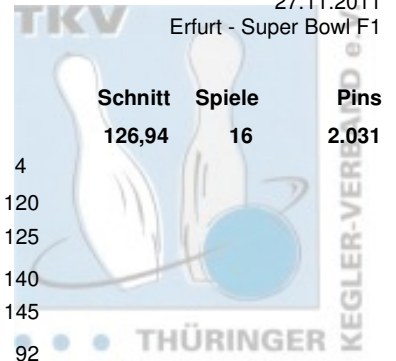 27.11.2011
TKV
Erfurt - Super Bowl F1
Schnitt Spiele Pins
126,94 16 2.031
4
120
125
140
145
92
THÜRINGER
KEGLER-VERBAND e.V.